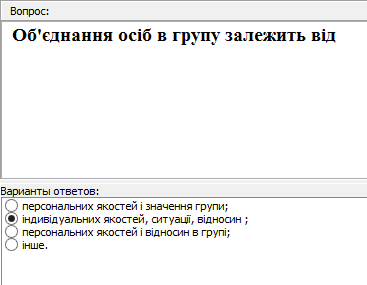 Вопрос:
Об'єднання осіб в групу залежить від
Варианты ответов:
персональних якостей і значення групи;
індивідуальних якостей, ситуації, відносин ;
персональних якостей і відносин в групі;
інше.